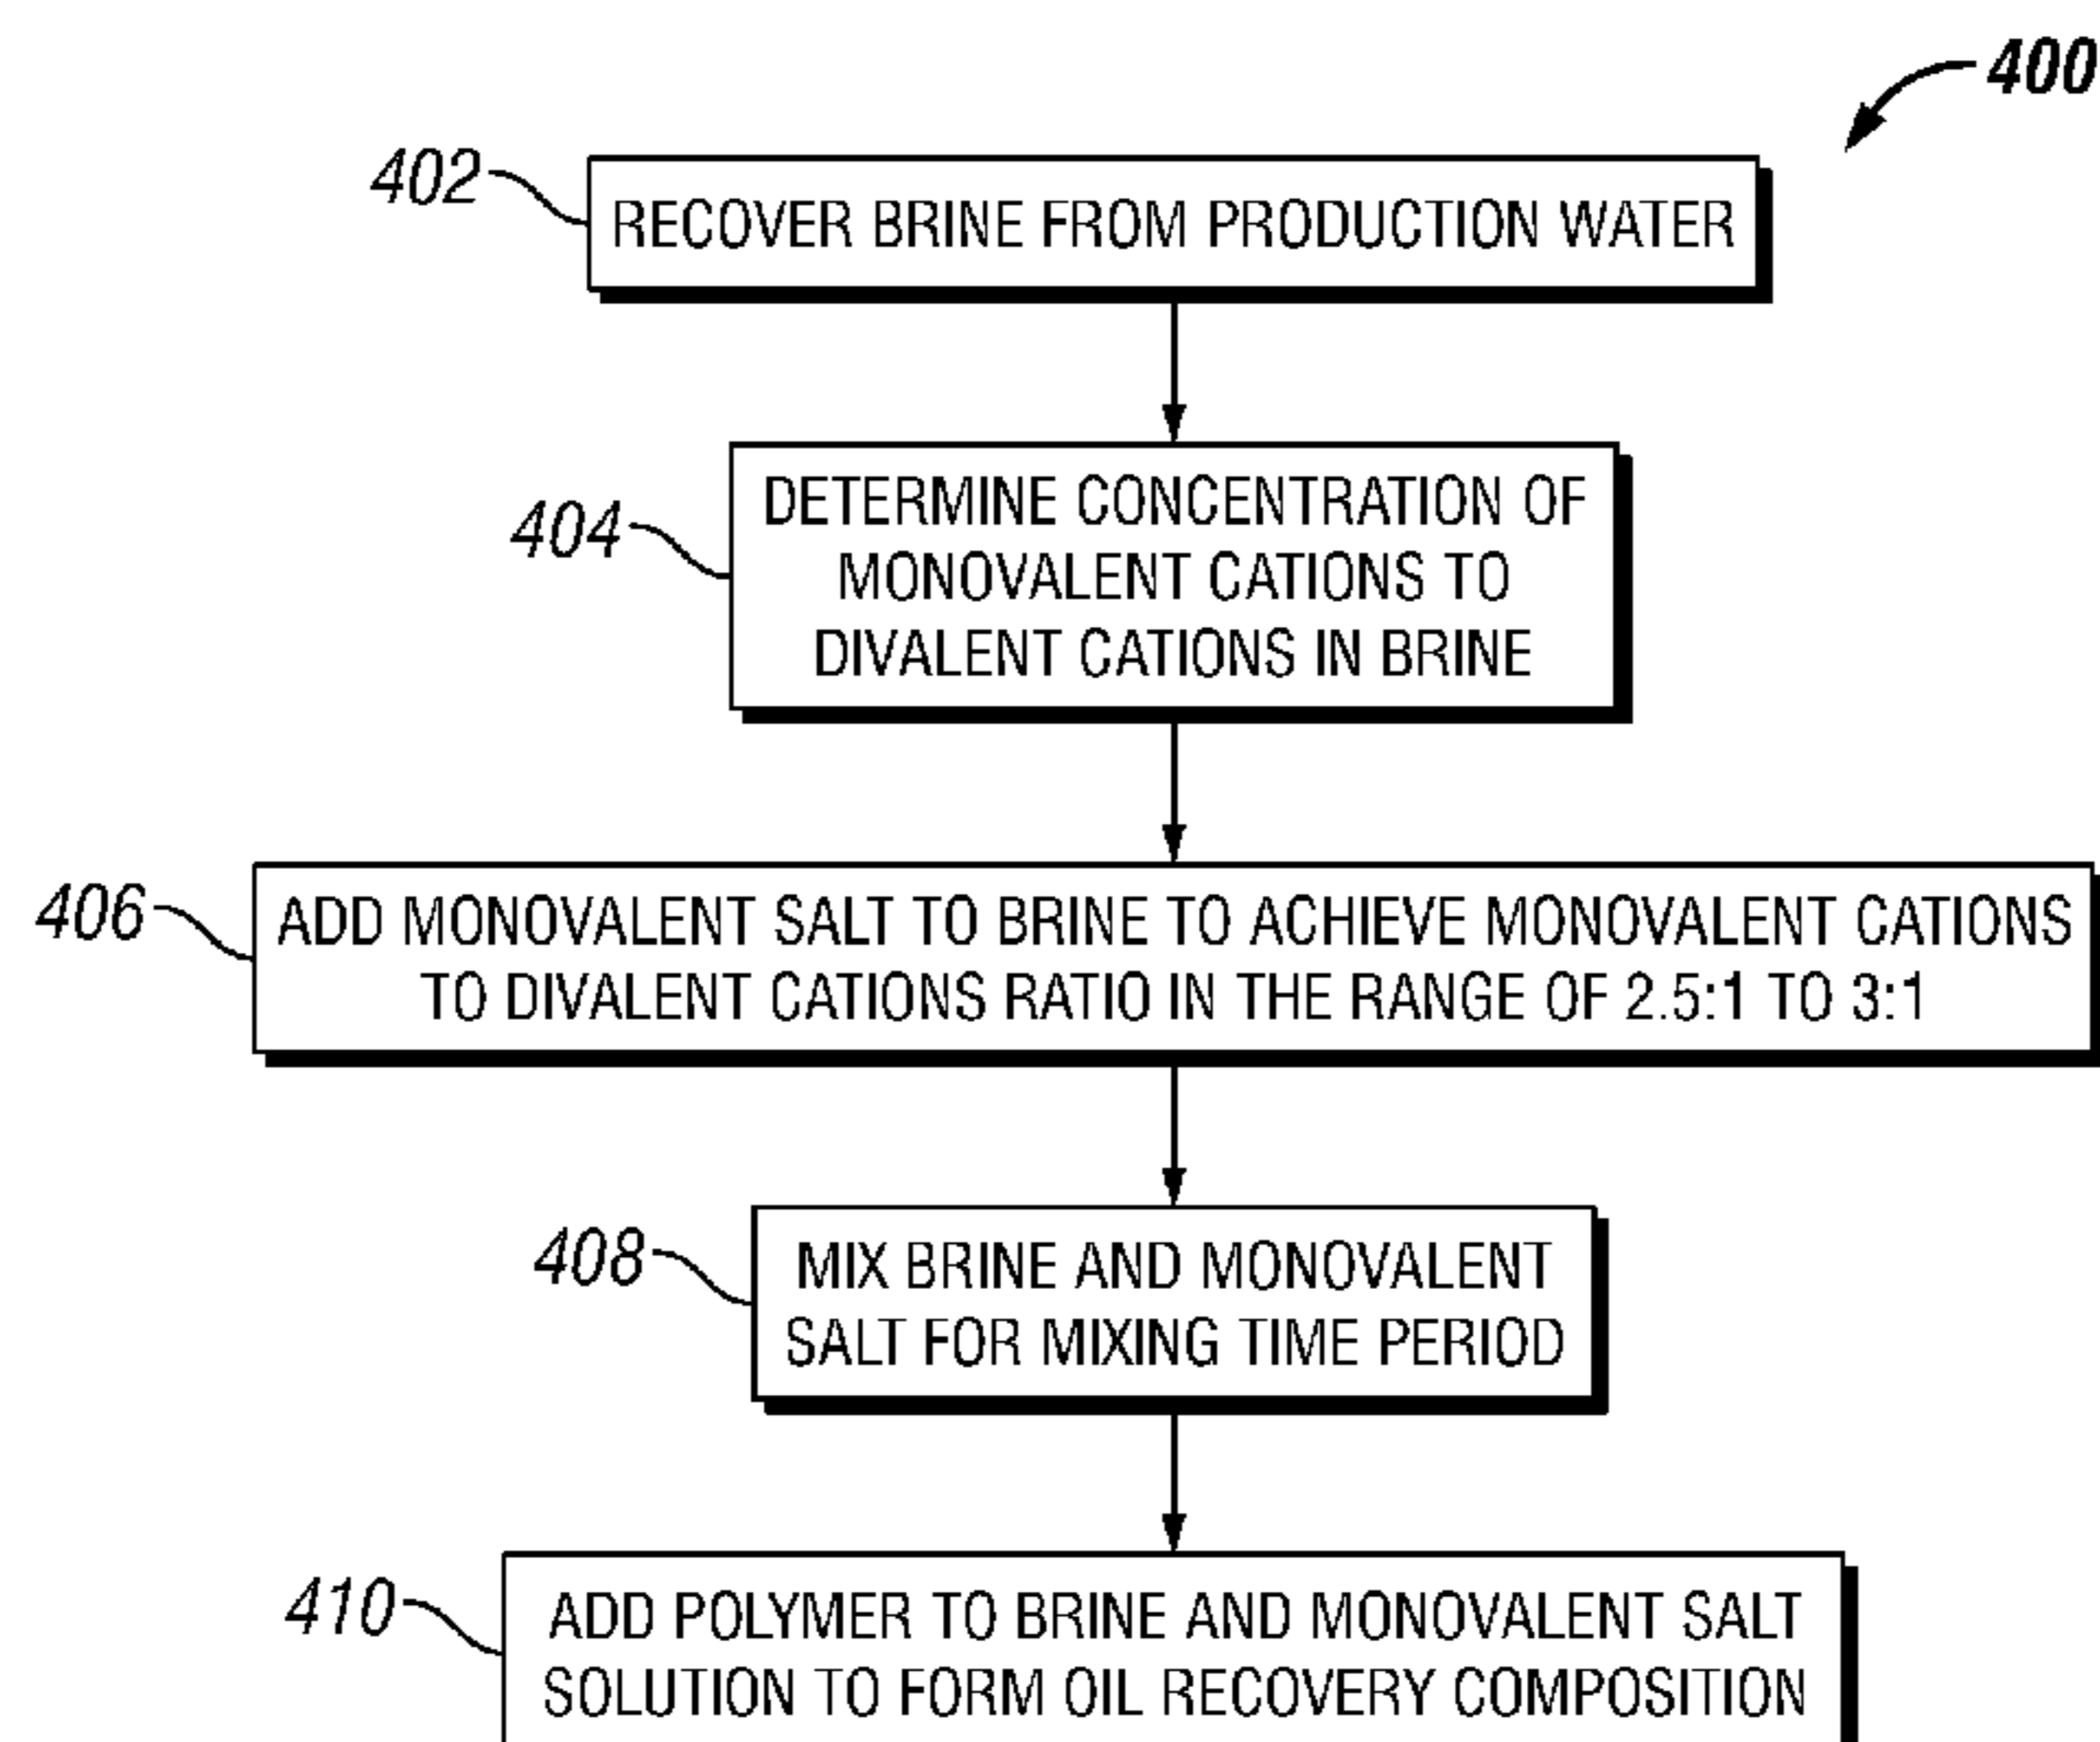 400
402
RECOVER BRINE FROM PRODUCTION WATER
404
DETERMINE CONCENTRATION OF
MONOVALENT CATIONS TO
DIVALENT CATIONS IN BRINE
406
ADD MONOVALENT SALT TO BRINE TO ACHIEVE MONOVALENT CATIONS
TO DIVALENT CATIONS RATIO IN THE RANGE OF 2.5:1 TO 3:1
408
MIX BRINE AND MONOVALENT
SALT FOR MIXING TIME PERIOD
410
ADD POLYMER TO BRINE AND MONOVALENT SALT
SOLUTION TO FORM OIL RECOVERY COMPOSITION